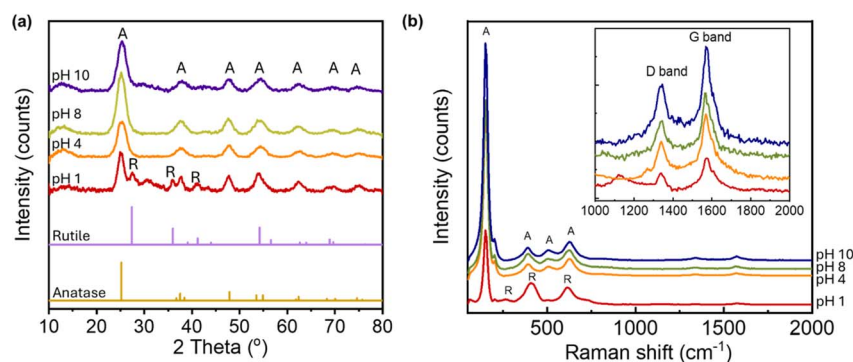 (a)
A
A
A
A
A
A
A
pH 10
pH 8
pH 4
pH 1
R
R
R
Rutile
Anatase
Intensity (counts)
10 20 30 40 50 60 70 80
2 Theta (º)
(b)
A
G band
D band
1000 1200 1400 1600 1800 2000
A
A
A
R
R
R
pH 10
pH 8
pH 4
pH 1
Intensity (counts)
500 1000 1500 2000
Raman shift (cm-1)